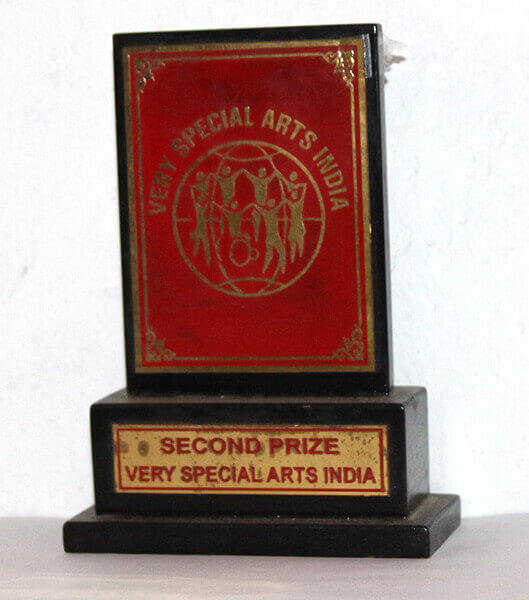 VERY SPECIAL ARTS INDIA
SECOND PRIZE
VERY SPECIAL ARTS INDIA